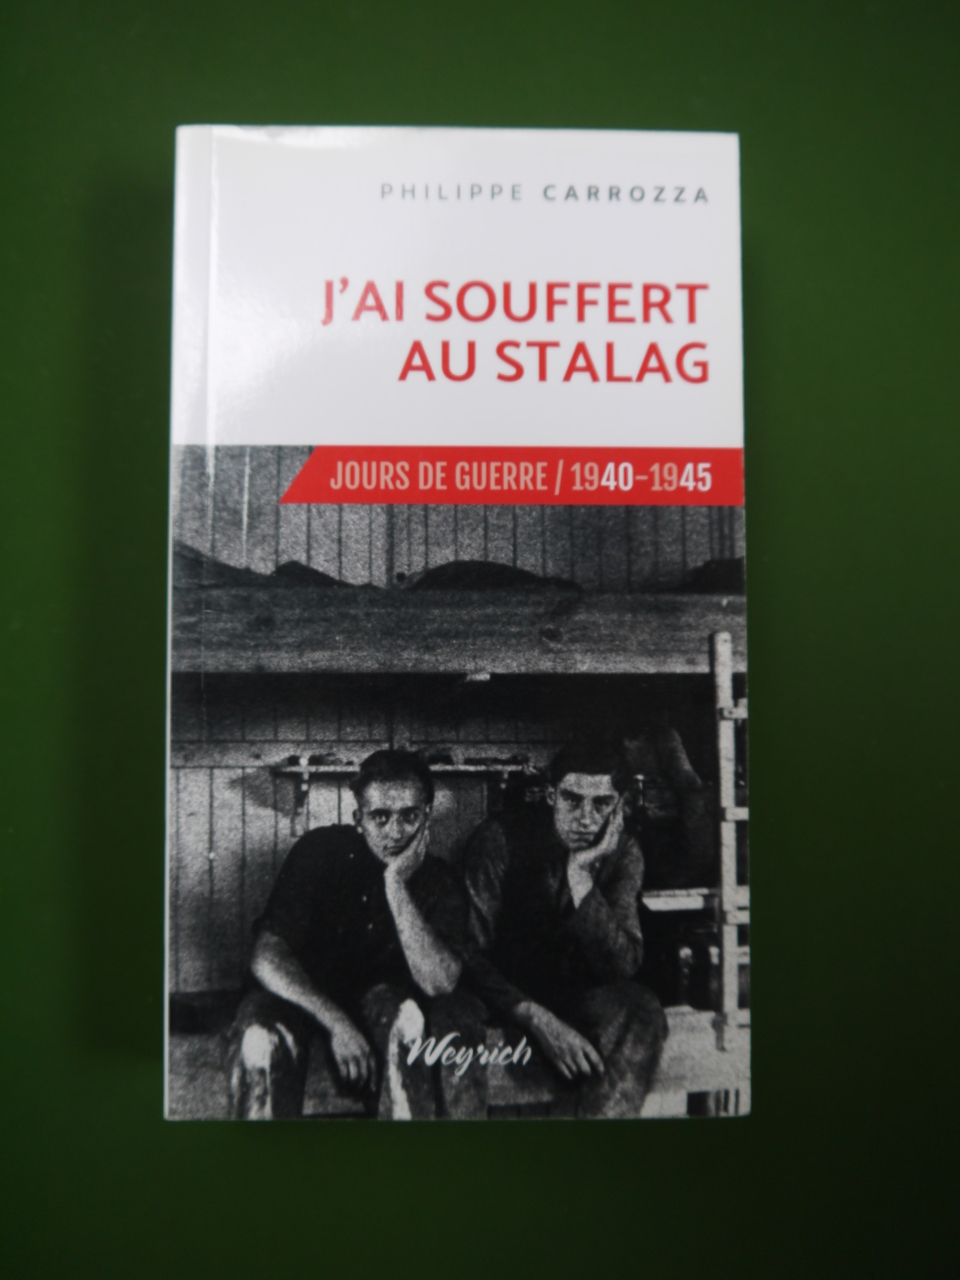 PHILIPPE CARROZZA
J'AI SOUFFERT
AU STALAG
JOURS DE GUERRE / 1940-1945
Weyrich